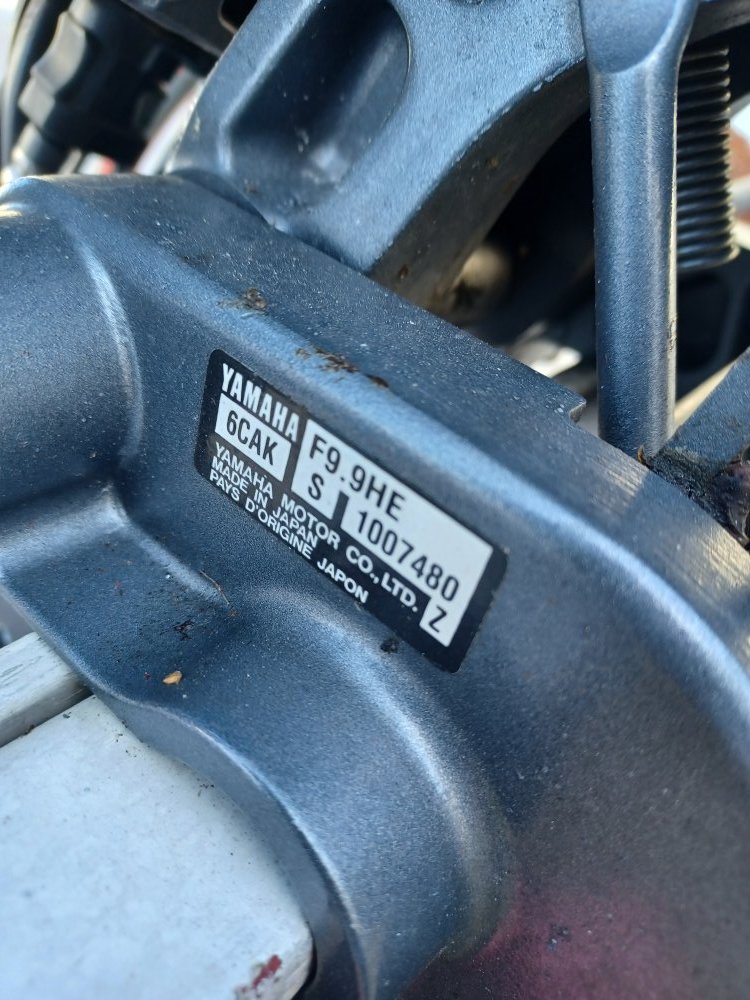 YAMAHA
F9.9HE
6CAK
S 1007480
YAMAHA MOTOR CO.,LTD.
MADE IN JAPAN
PAYS D'ORIGINE JAPON
Z